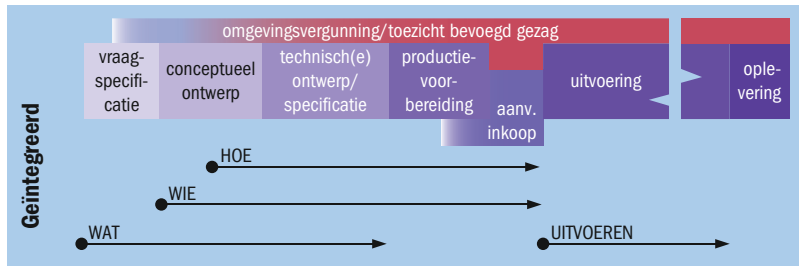 omgevingsvergunning/toezicht bevoegd gezag
vraag-
specifi-
catie
conceptueel
ontwerp
technisch(e)
ontwerp/
specificatie
productie-
voor-
bereiding
aanv.
inkoop
uitvoering
ople-
vering
Geïntegreerd
HOE
WIE
WAT
UITVOEREN